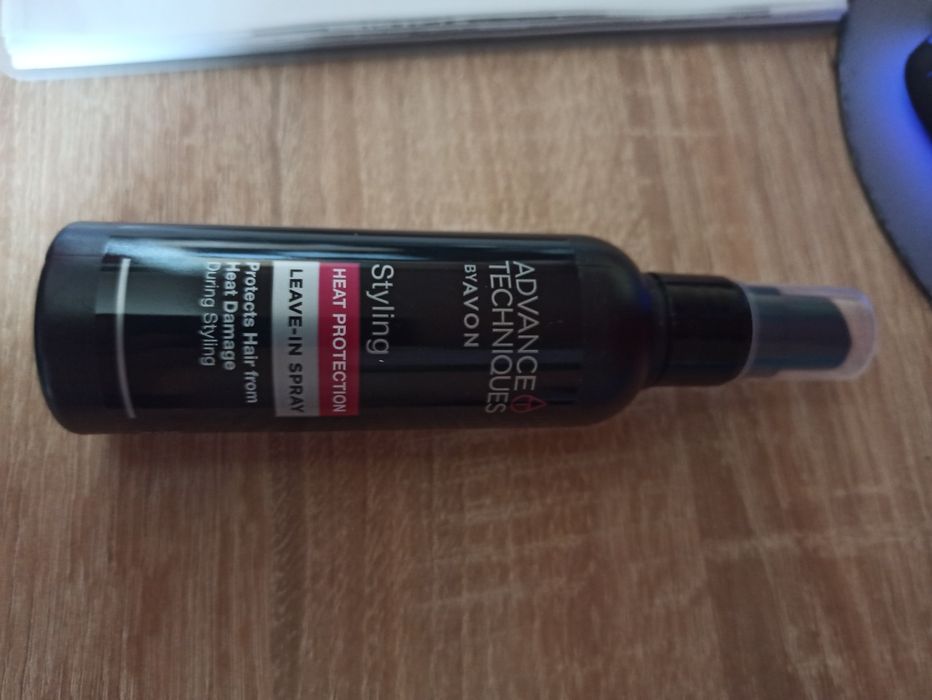 ADVANCE
TECHNIQUES
BY AVON
Styling
HEAT PROTECTION
LEAVE-IN SPRAY
Protects Hair from
Heat Damage
During Styling